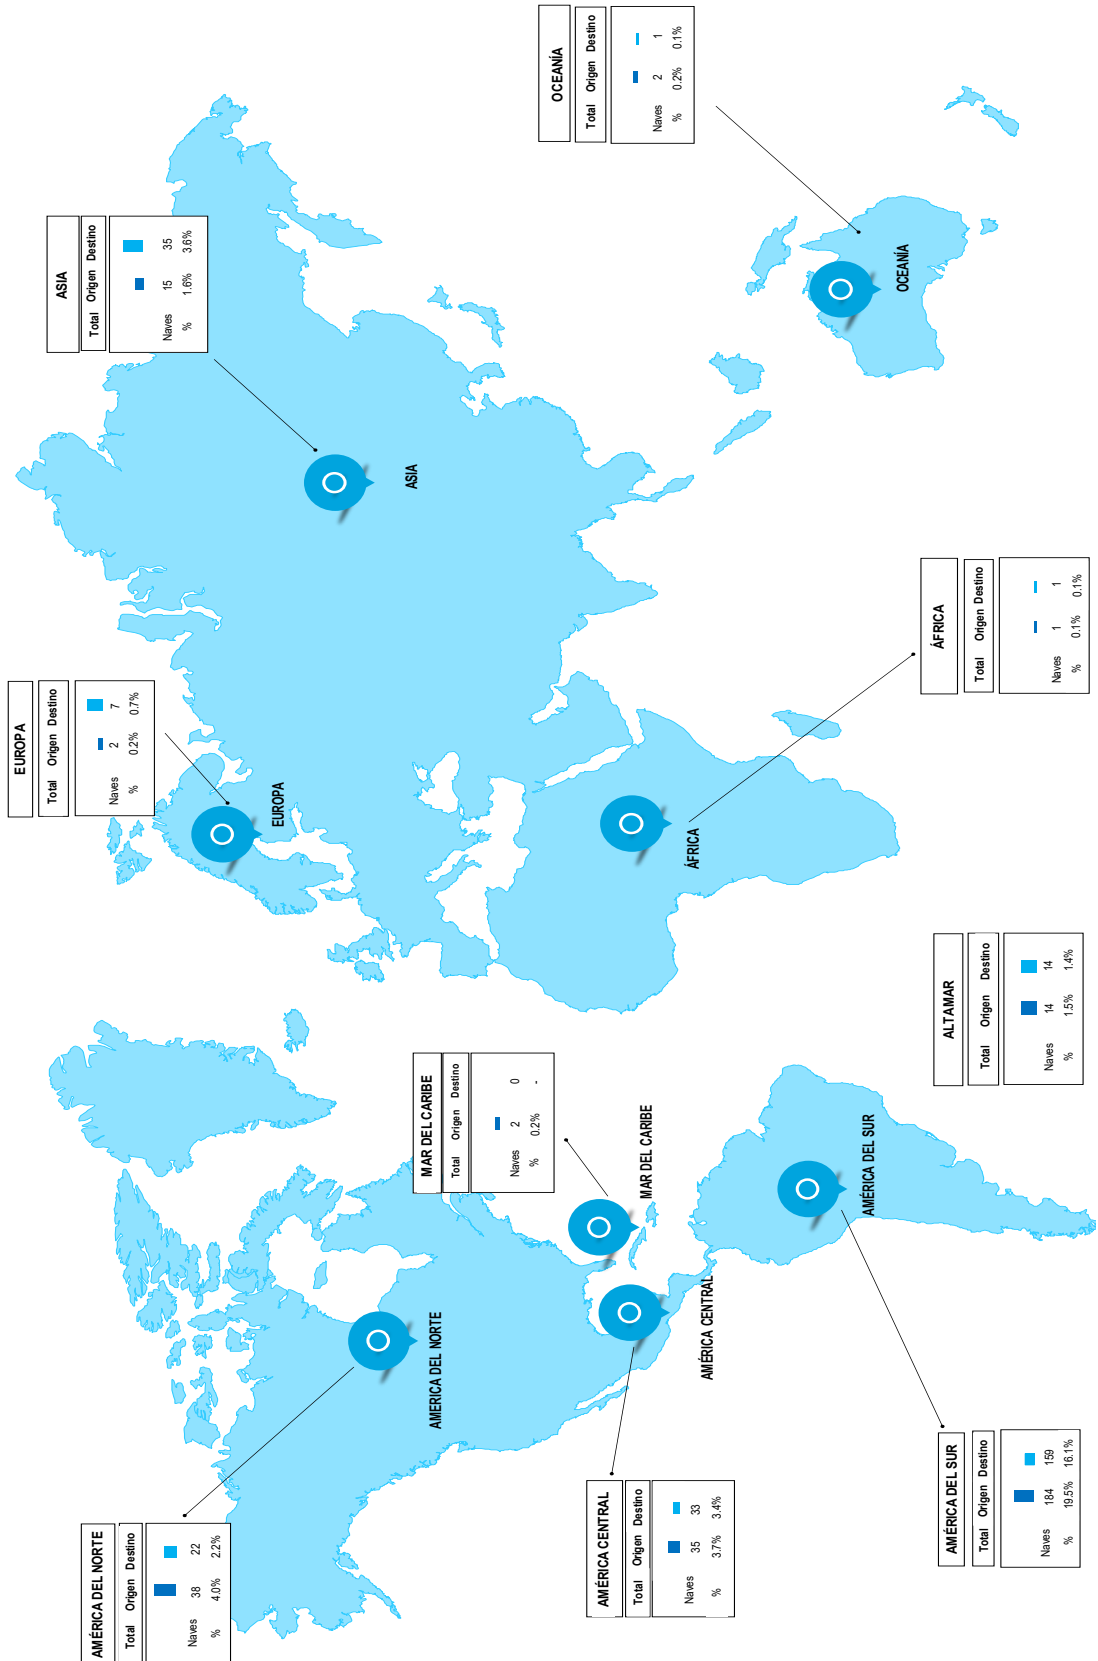 EUROPA
Total Origen Destino
Naves 2 7
% 0.2% 0.7%
ASIA
Total Origen Destino
Naves 15 35
% 1.6% 3.6%
AMÉRICA DEL NORTE
Total Origen Destino
Naves 38 22
% 4.0% 2.2%
EUROPA
ASIA
AMERICA DEL NORTE
MAR DEL CARIBE
Total Origen Destino
Naves 2 0
% 0.2% -
OCEANÍA
Total Origen Destino
Naves 2 1
% 0.2% 0.1%
AMÉRICA CENTRAL
Total Origen Destino
Naves 35 33
% 3.7% 3.4%
MAR DEL CARIBE
AMÉRICA CENTRAL
ÁFRICA
OCEANÍA
AMÉRICA DEL SUR
AMÉRICA DEL SUR
Total Origen Destino
Naves 184 159
% 19.5% 16.1%
ALTAMAR
Total Origen Destino
Naves 14 14
% 1.5% 1.4%
ÁFRICA
Total Origen Destino
Naves 1 1
% 0.1% 0.1%